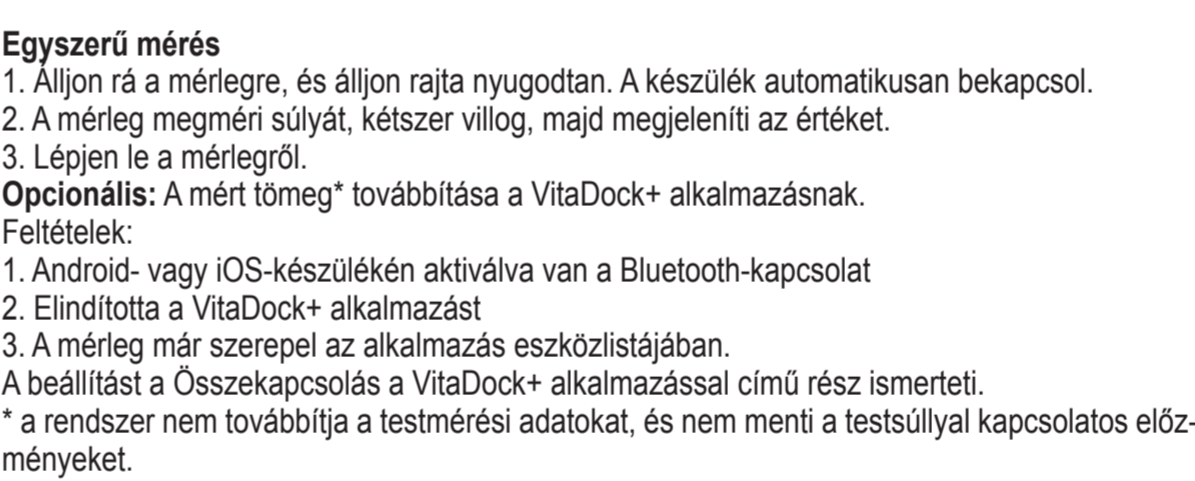 Egyszerű mérés
1. Álljon rá a mérlegre, és álljon rajta nyugodtan. A készülék automatikusan bekapcsol.
2. A mérleg megméri súlyát, kétszer villog, majd megjeleníti az értéket.
3. Lépjen le a mérlegről.
Opcionális: A mért tömeg* továbbítása a VitaDock+ alkalmazásnak.
Feltételek:
1. Android- vagy iOS-készülékén aktiválva van a Bluetooth-kapcsolat
2. Elindította a VitaDock+ alkalmazást
3. A mérleg már szerepel az alkalmazás eszközlistájában.
A beállítást a Összekapcsolás a VitaDock+ alkalmazással című rész ismerteti.
* a rendszer nem továbbítja a testmérési adatokat, és nem menti a testsúllyal kapcsolatos előz-
ményeket.